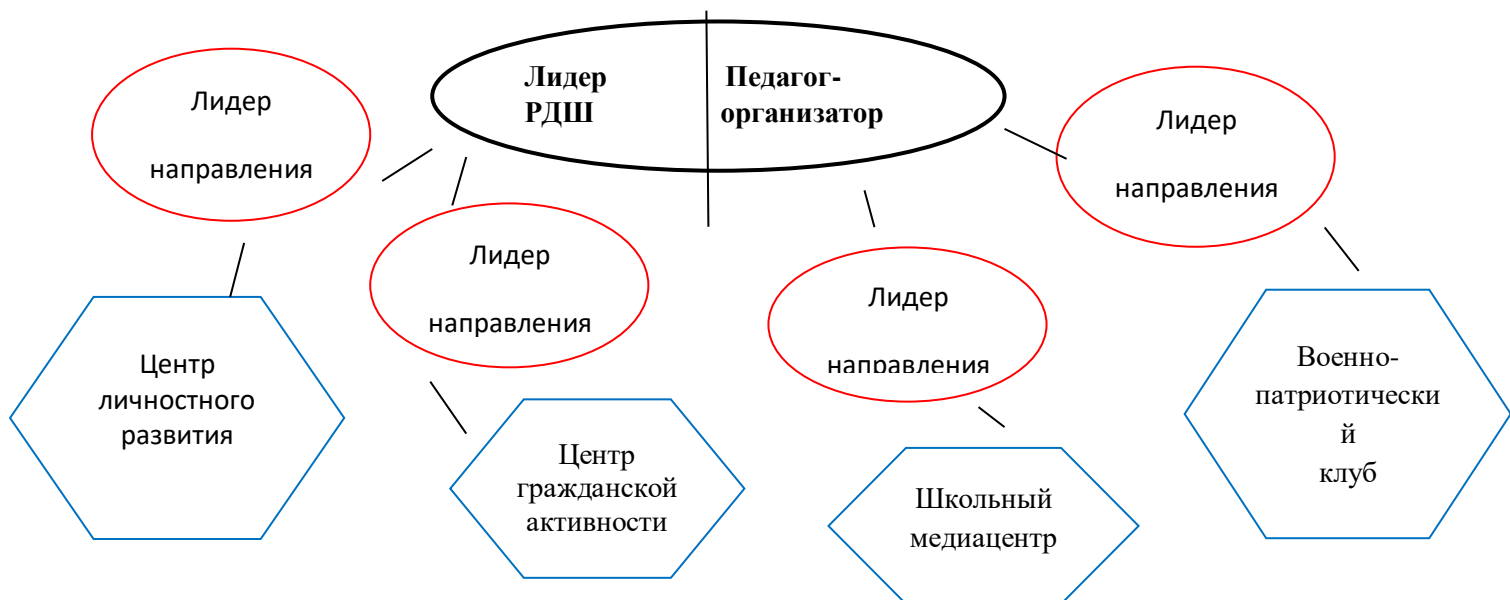 Лидер
РДШ
Педагог-
организатор
Лидер
направления
Лидер
направления
Лидер
направления
Лидер
направления
Центр
личностного
развития
Центр
гражданской
активности
Школьный
медиацентр
Военно-
патриотически
й
клуб